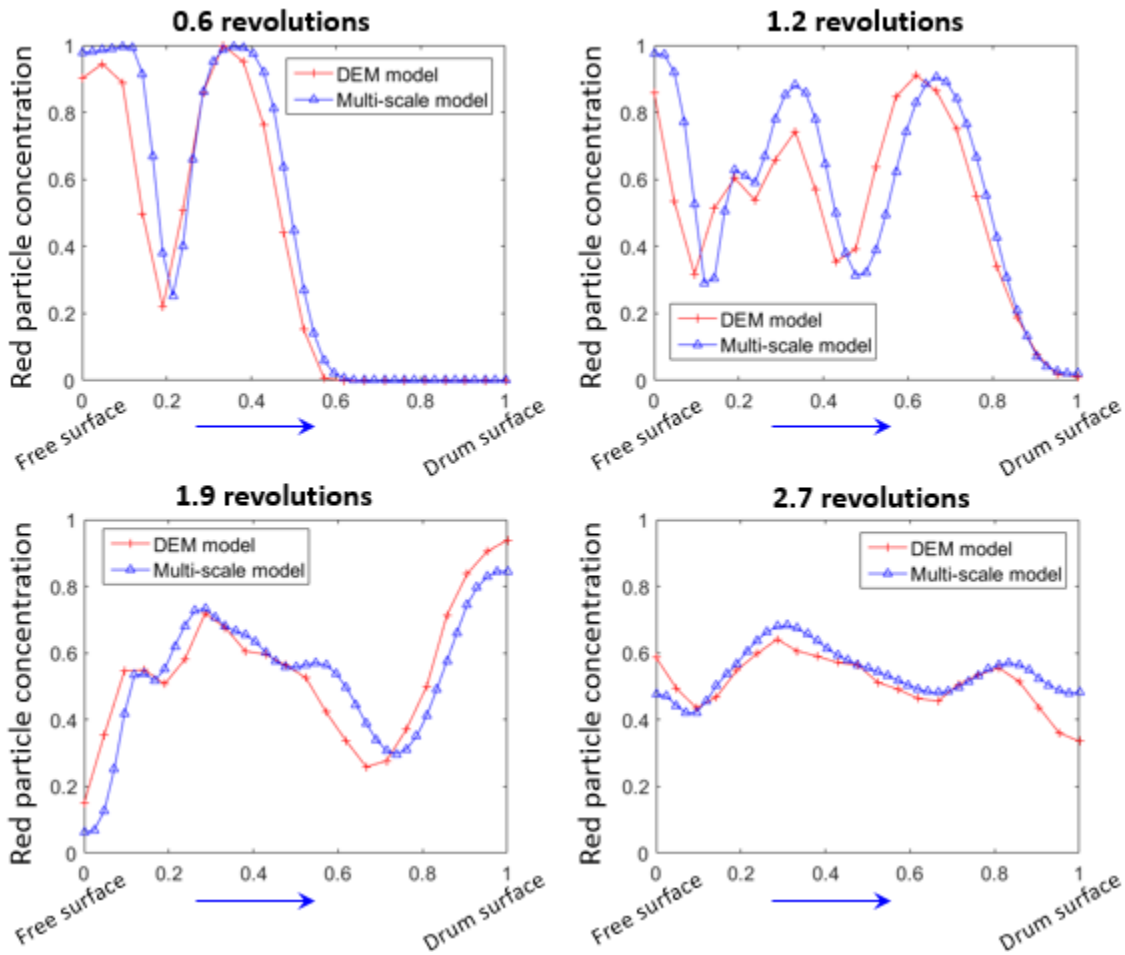 0.6 revolutions
Red particle concentration
1
0.8
0.6
0.4
0.2
0
DEM model
Multi-scale model
0
0.2
0.4
0.6
0.8
1
Free surface
Drum surface
1.2 revolutions
Red particle concentration
1
0.8
0.6
0.4
0.2
0
DEM model
Multi-scale model
0
0.2
0.4
0.6
0.8
1
Free surface
Drum surface
1.9 revolutions
Red particle concentration
1
0.8
0.6
0.4
0.2
0
DEM model
Multi-scale model
0
0.2
0.4
0.6
0.8
1
Free surface
Drum surface
2.7 revolutions
Red particle concentration
1
0.8
0.6
0.4
0.2
0
DEM model
Multi-scale model
0
0.2
0.4
0.6
0.8
1
Free surface
Drum surface